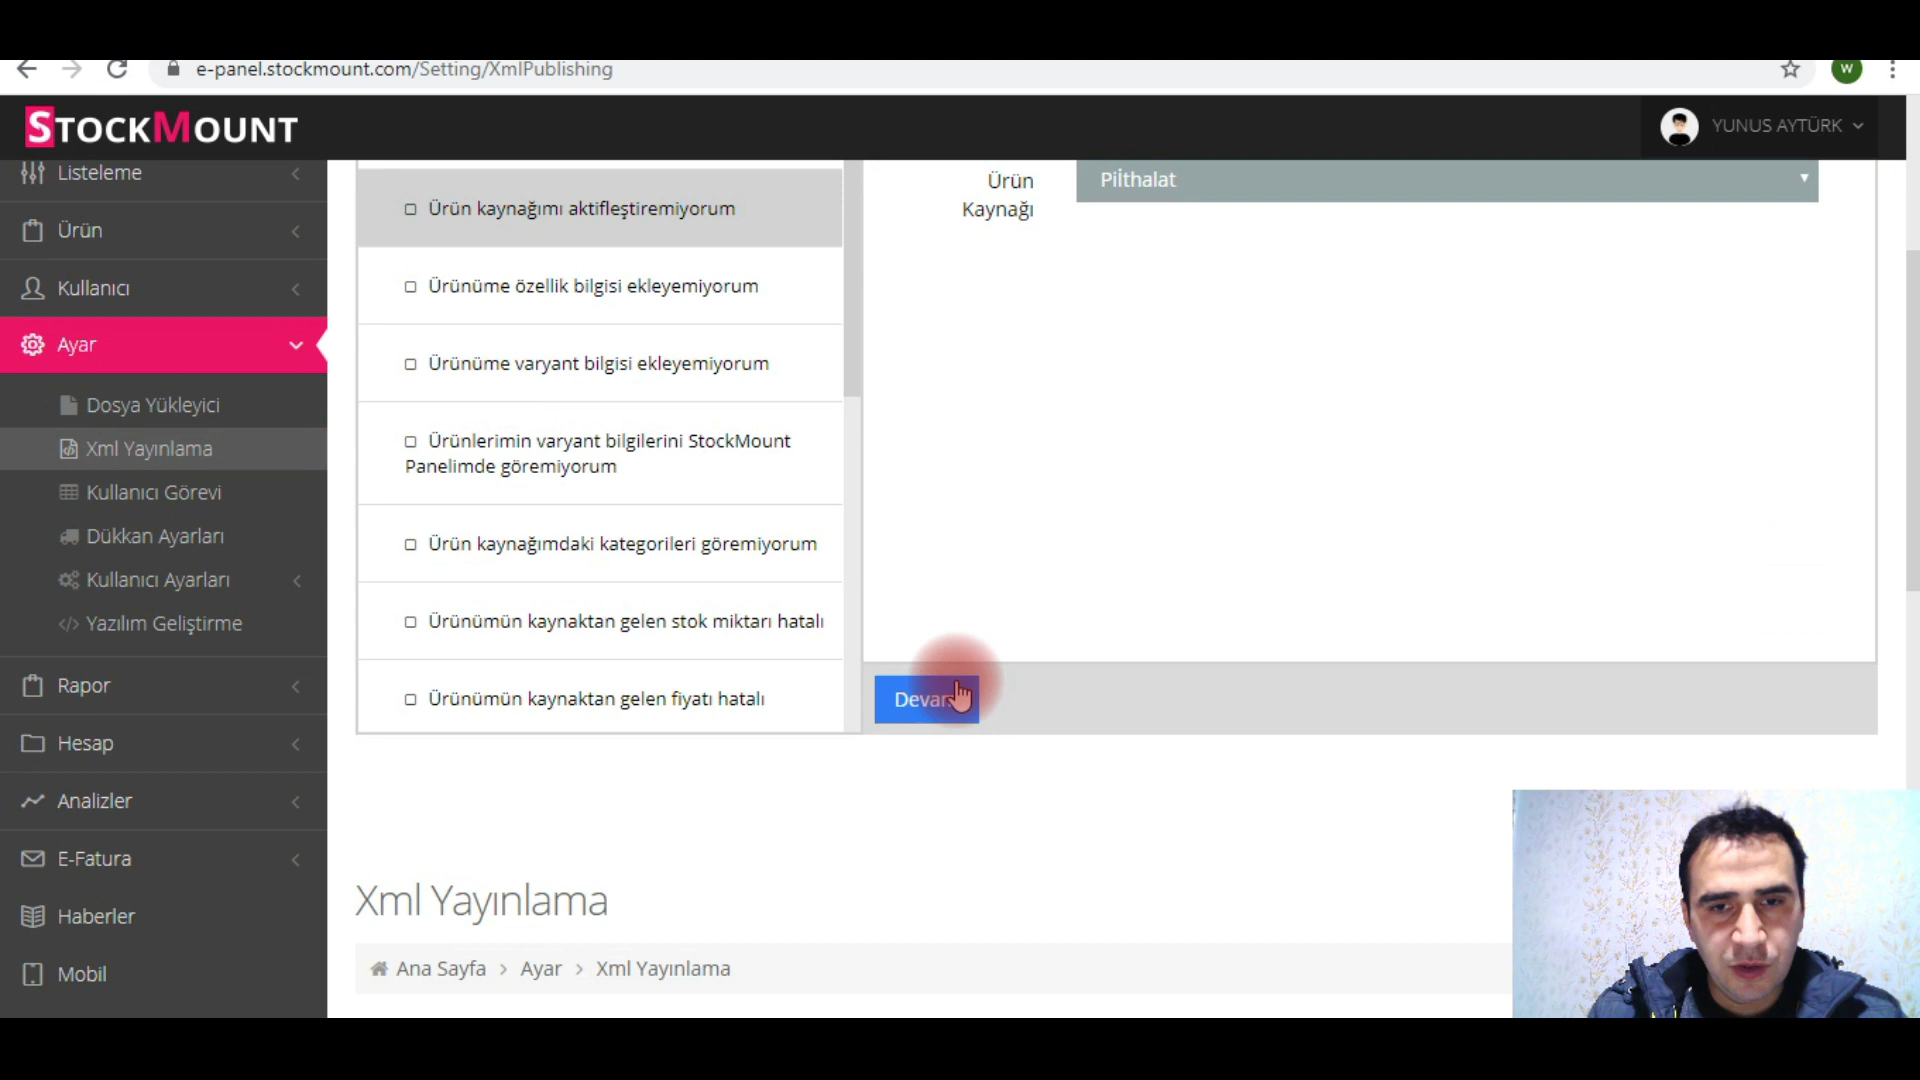 e-panel.stockmount.com/Setting/XmlPublishing
W
STOCKMOUNT
YUNUS AYTÜRK
Listeleme
Ürün
Kullanıcı
Ayar
Dosya Yükleyici
Xml Yayınlama
Kullanıcı Görevi
Dükkan Ayarları
Kullanıcı Ayarları
Yazılım Geliştirme
Rapor
Hesap
Analizler
E-Fatura
Haberler
Mobil
Ürün kaynağımı aktifleştiremiyorum
Ürünüme özellik bilgisi ekleyemiyorum
Ürünüme varyant bilgisi ekleyemiyorum
Ürünlerimin varyant bilgilerini StockMount
Panelimde göremiyorum
Ürün kaynağımdaki kategorileri göremiyorum
Ürünümün kaynaktan gelen stok miktarı hatalı
Ürünümün kaynaktan gelen fiyatı hatalı
Ürün
Kaynağı
Pilthalat
Xml Yayınlama
Ana Sayfa > Ayar > Xml Yayınlama